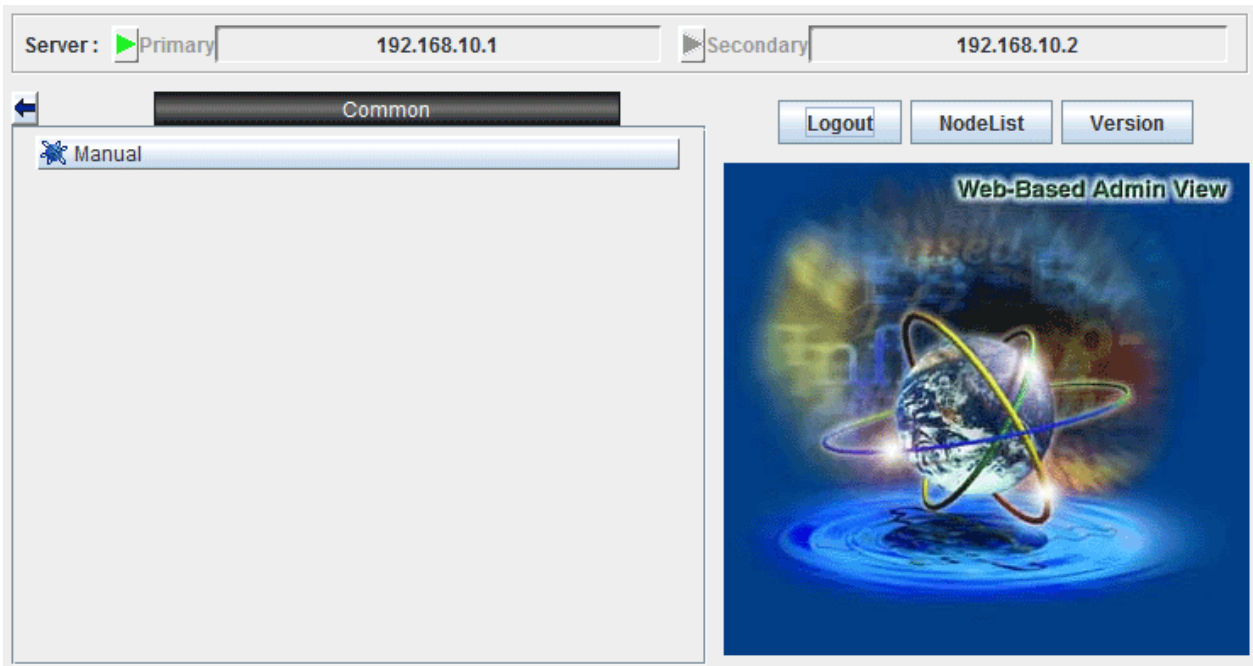 Server : Primary 192.168.10.1 Secondary 192.168.10.2
Common
Logout NodeList Version
Manual
Web-Based Admin View